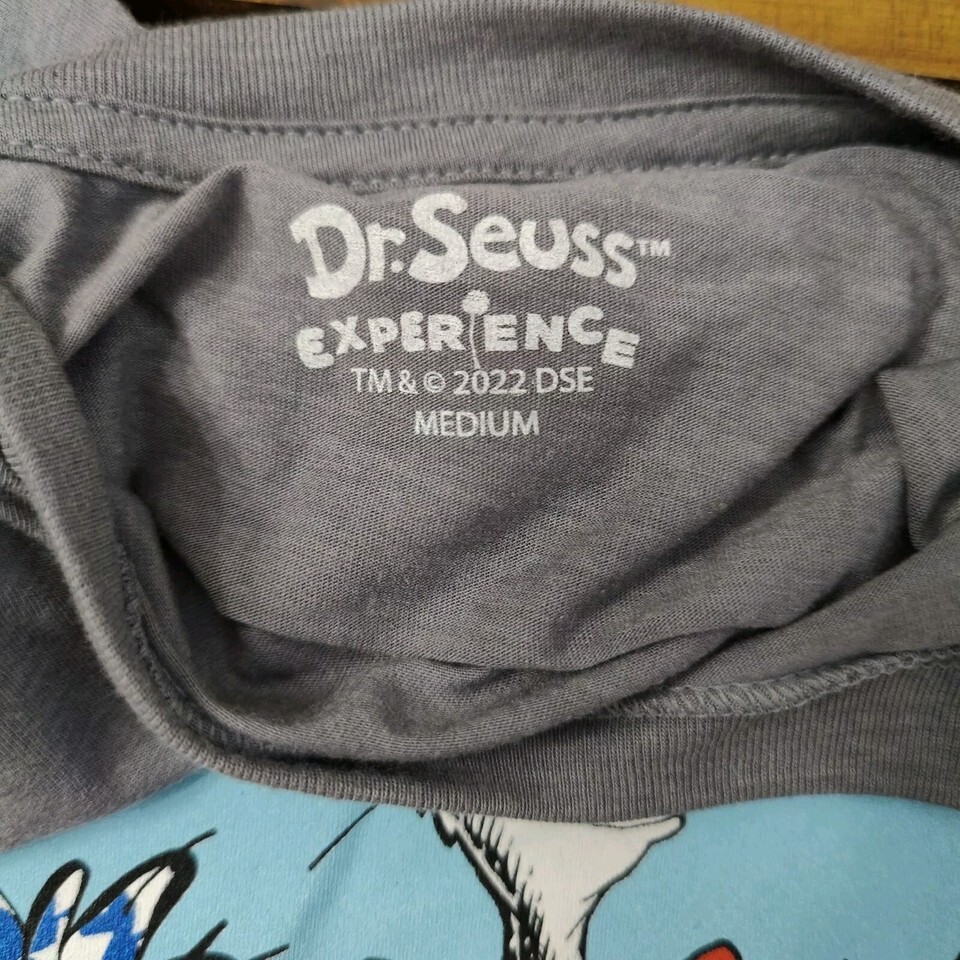 Dr. Seuss™
EXPERIENCE
TM & © 2022 DSE
MEDIUM